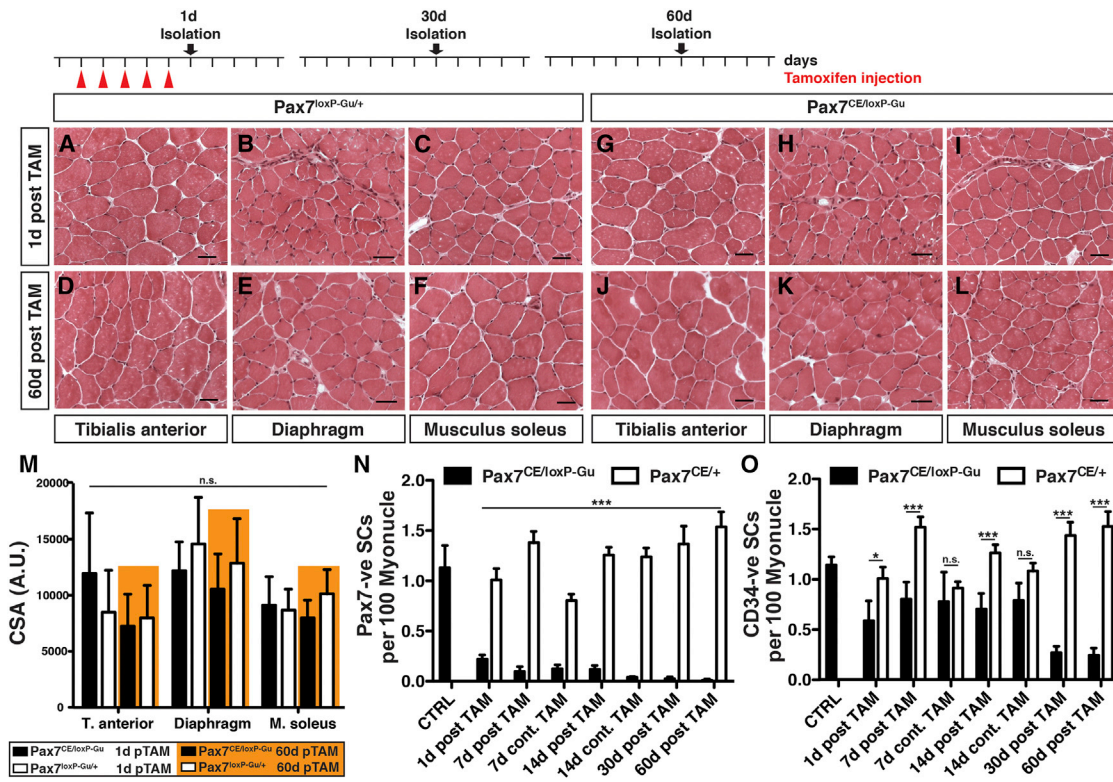 1d
Isolation
30d
Isolation
60d
Isolation
days
Tamoxifen injection
Pax7loxP-Gu/+
Pax7CE/loxP-Gu
1d post TAM
A
B
C
G
H
I
60d post TAM
D
E
F
J
K
L
Tibialis anterior
Diaphragm
Musculus soleus
Tibialis anterior
Diaphragm
Musculus soleus
M
n.s.
CSA (A.U.)
20000
15000
10000
5000
0
T. anterior
Diaphragm
M. soleus
Pax7CE/loxP-Gu 1d pTAM
Pax7loxP-Gu/+ 1d pTAM
Pax7CE/loxP-Gu 60d pTAM
Pax7loxP-Gu/+ 60d pTAM
N
Pax7CE/loxP-Gu
Pax7CE/+
***
Pax7-ve SCs
per 100 Myonucle
2.0
1.5
1.0
0.5
0.0
CTRL
1d post TAM
7d post TAM
7d cont. TAM
14d post TAM
14d cont. TAM
30d post TAM
60d post TAM
O
Pax7CE/loxP-Gu
Pax7CE/+
*
***
n.s.
***
n.s.
***
***
CD34-ve SCs
per 100 Myonucle
2.0
1.5
1.0
0.5
0.0
CTRL
1d post TAM
7d post TAM
7d cont. TAM
14d post TAM
14d cont. TAM
30d post TAM
60d post TAM